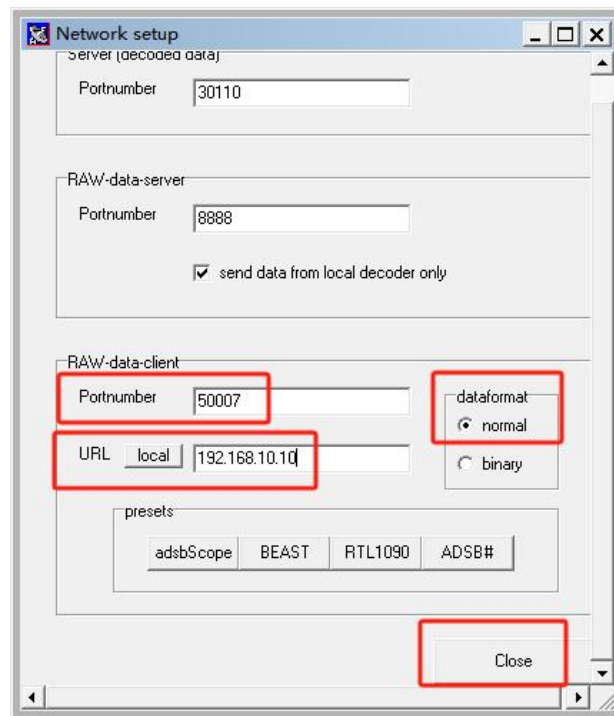 Network setup
Server (decoded data)
Portnumber 30110
RAW-data-server
Portnumber 8888
send data from local decoder only
RAW-data-client
Portnumber 50007
dataformat
normal
URL local 192.168.10.10
binary
presets
adsbScope BEAST RTL1090 ADSB#
Close